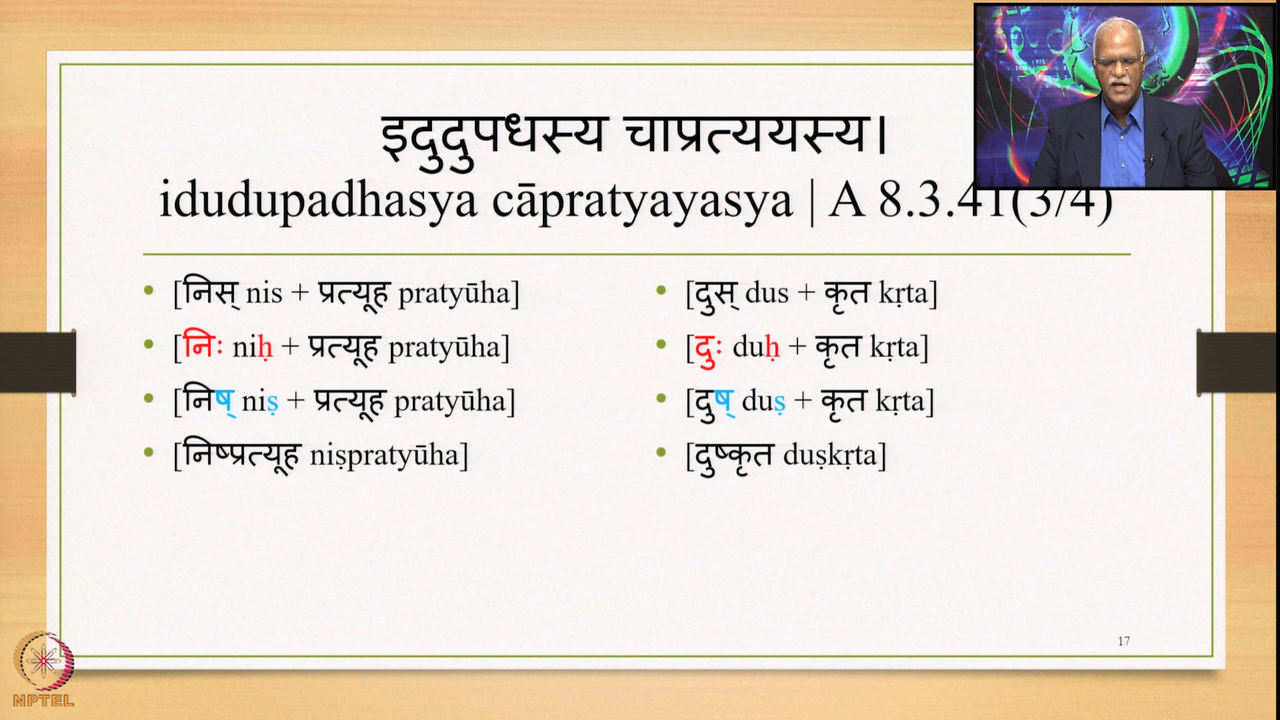 इदुदुपधस्य चाप्रत्ययस्य।
idudupadhasya cāpratyayasya | A 8.3.41(3/4)
• [निस् nis + प्रत्यूह pratyūha]
• [निः niḥ + प्रत्यूह pratyūha]
• [निष् niṣ + प्रत्यूह pratyūha]
• [निष्प्रत्यूह niṣpratyūha]
• [दुस् dus + कृत kṛta]
• [दुः duḥ + कृत kṛta]
• [दुष् duṣ + कृत kṛta]
• [दुष्कृत duṣkṛta]
17
NPTEL